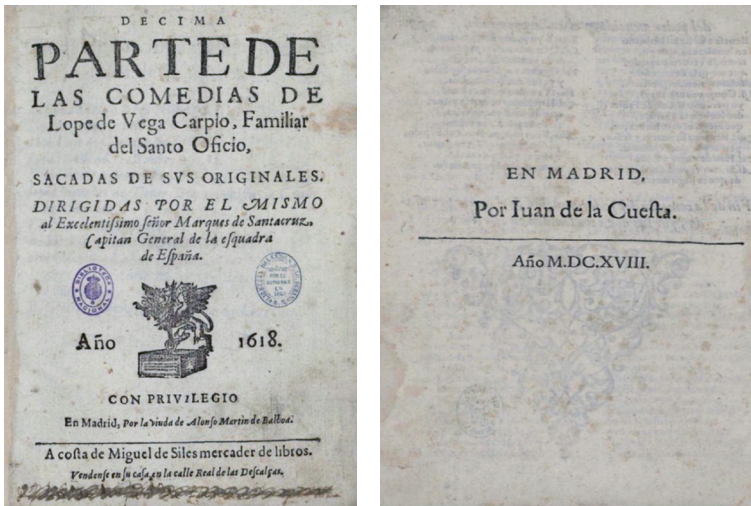 DECIMA
PARTE DE
LAS COMEDIAS DE
Lope de Vega Carpio, Familiar
del Santo Oficio,
SACADAS DE SVS ORIGINALES.
DIRIGIDAS POR EL MISMO
al Excelentissimo señor Marques de Santacruz,
Capitan General de la esquadra
de España.
BIBLIOTECA NACIONAL
Año 1618.
CON PRIVILEGIO
En Madrid, Por la viuda de Alonso Martin de Balboa.
A costa de Miguel de Siles mercader de libros.
Vendense en su casa, en la calle Real de las Descalças.
EN MADRID,
Por Iuan de la Cuesta.
Año M.DC.XVIII.